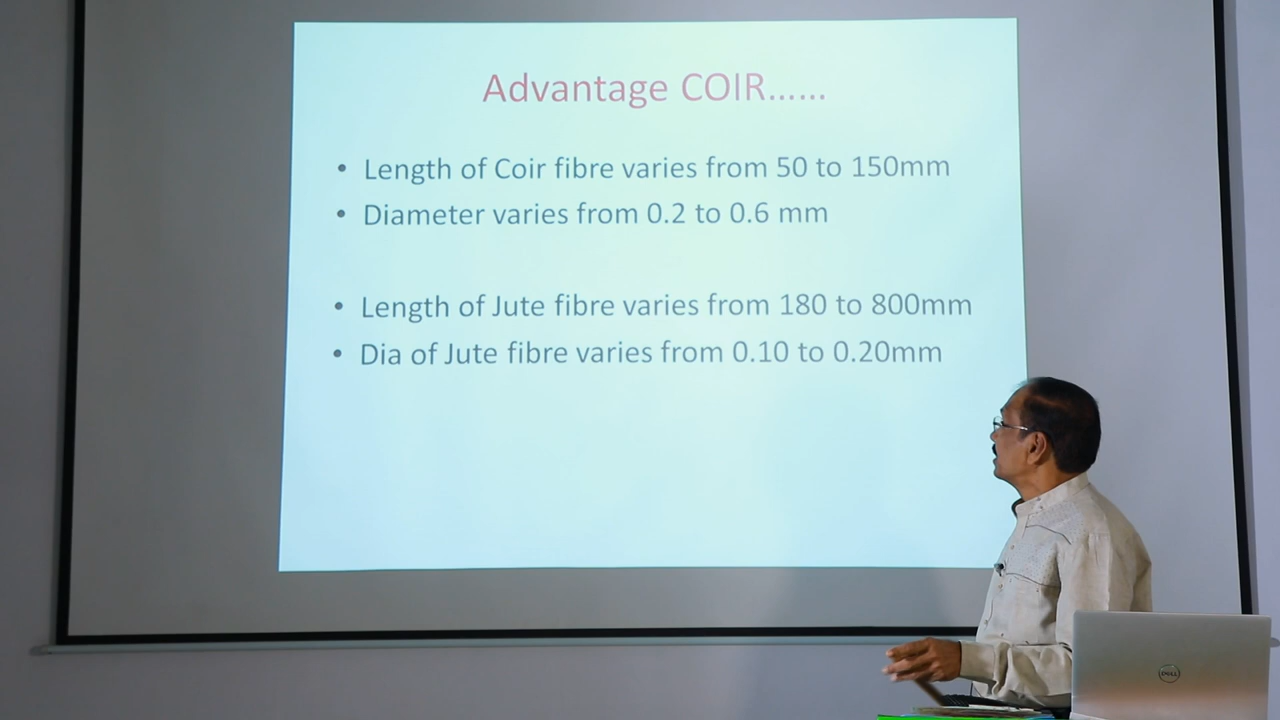 Advantage COIR......
• Length of Coir fibre varies from 50 to 150mm
• Diameter varies from 0.2 to 0.6 mm
• Length of Jute fibre varies from 180 to 800mm
• Dia of Jute fibre varies from 0.10 to 0.20mm
DELL